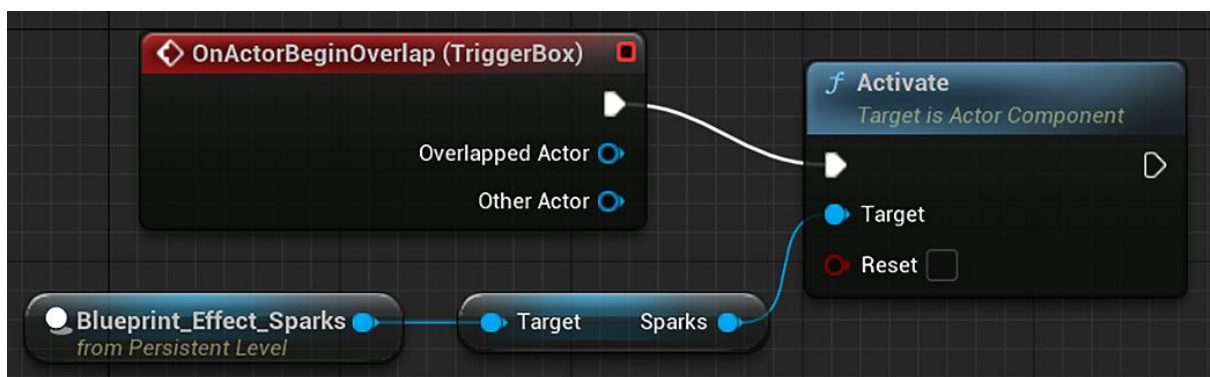 OnActorBeginOverlap (TriggerBox)
Overlapped Actor
Other Actor
f Activate
Target is Actor Component
Target
Reset
Blueprint_Effect_Sparks
from Persistent Level
Target Sparks